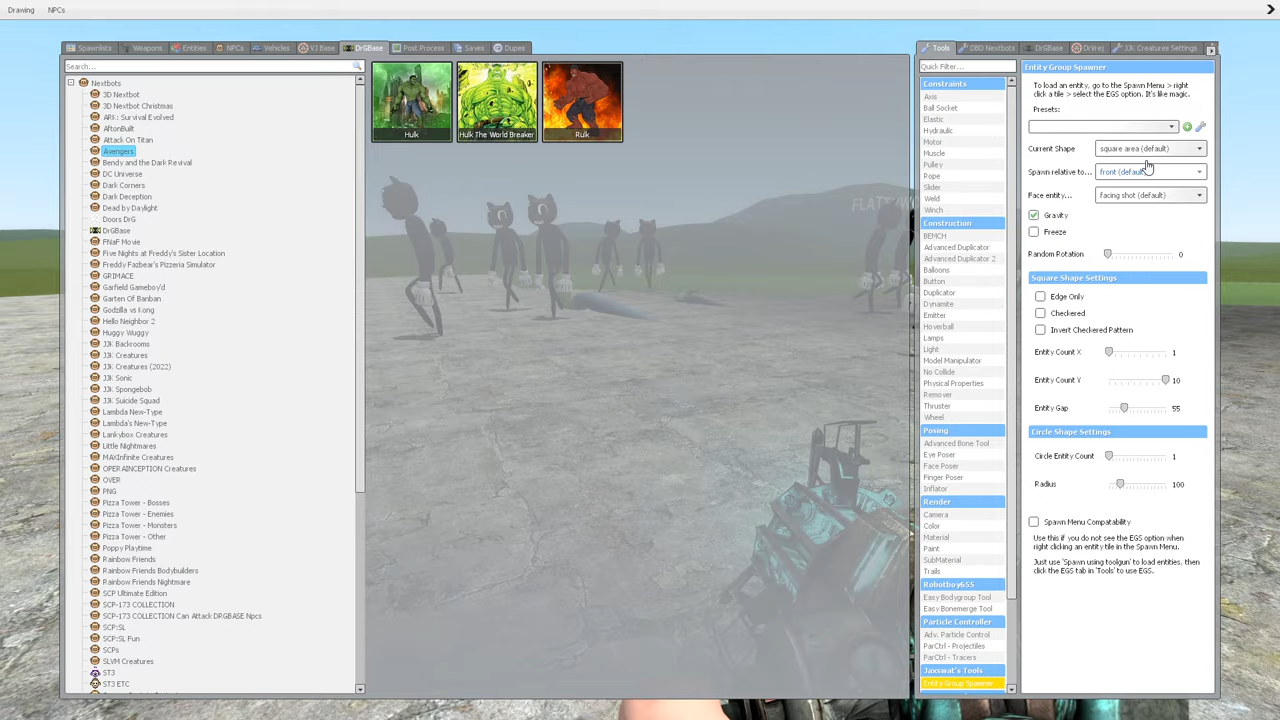 Drawing NPCs
Spawnlists Weapons Entities NPCs Vehicles VJ Base DrGBase Post Process Saves Dupes
Search...
Nextbots
3D Nextbot
3D Nextbot Christmas
ARK: Survival Evolved
AftonBuilt
Attack On Titan
Avengers
Bendy and the Dark Revival
DC Universe
Dark Corners
Dark Deception
Dead by Daylight
Doors DrG
DrGBase
FNaF Movie
Five Nights at Freddy's Sister Location
Freddy Fazbear's Pizzeria Simulator
GRIMACE
Garfield Gameboy'd
Garten Of Banban
Godzilla vs Kong
Hello Neighbor 2
Huggy Wuggy
JJK Backrooms
JJK Creatures
JJK Creatures (2022)
JJK Sonic
JJK Spongebob
JJK Suicide Squad
Lambda New-Type
Lambda's New-Type
Lankybox Creatures
Little Nightmares
MAXInfinite Creatures
OPERAINCEPTION Creatures
OVER
PNG
Pizza Tower - Bosses
Pizza Tower - Enemies
Pizza Tower - Monsters
Pizza Tower - Other
Poppy Playtime
Rainbow Friends
Rainbow Friends Bodybuilders
Rainbow Friends Nightmare
SCP Ultimate Edition
SCP-173 COLLECTION
SCP-173 COLLECTION Can Attack DRGBASE Npcs
SCP:SL
SCP:SL Fun
SCPs
SLVM Creatures
ST3
ST3 ETC
Hulk
Hulk The World Breaker
Rulk
Tools DBD Nextbots DrGBase DrVrej JJK Creatures Settings
Quick Filter...
Constraints
Axis
Ball Socket
Elastic
Hydraulic
Motor
Muscle
Pulley
Rope
Slider
Weld
Winch
Construction
BEMCH
Advanced Duplicator
Advanced Duplicator 2
Balloons
Button
Duplicator
Dynamite
Emitter
Hoverball
Lamps
Light
Model Manipulator
No Collide
Physical Properties
Remover
Thruster
Wheel
Posing
Advanced Bone Tool
Eye Poser
Face Poser
Finger Poser
Inflator
Render
Camera
Color
Material
Paint
SubMaterial
Trails
Robotboy655
Easy Bodygroup Tool
Easy Bonemerge Tool
Particle Controller
Adv. Particle Control
ParCtrl - Projectiles
ParCtrl - Tracers
Jaxswat's Tools
Entity Group Spawner
Entity Group Spawner
To load an entity, go to the Spawn Menu > right
click a tile > select the EGS option. It's like magic.
Presets:
Current Shape square area (default)
Spawn relative to... front (default)
Face entity... facing shot (default)
Gravity
Freeze
Random Rotation 0
Square Shape Settings
Edge Only
Checkered
Invert Checkered Pattern
Entity Count X 1
Entity Count Y 10
Entity Gap 55
Circle Shape Settings
Circle Entity Count 1
Radius 100
Spawn Menu Compatability
Use this if you do not see the EGS option when
right clicking an entity tile in the Spawn Menu.
Just use 'Spawn using toolgun' to load entities, then
click the EGS tab in 'Tools' to use EGS.